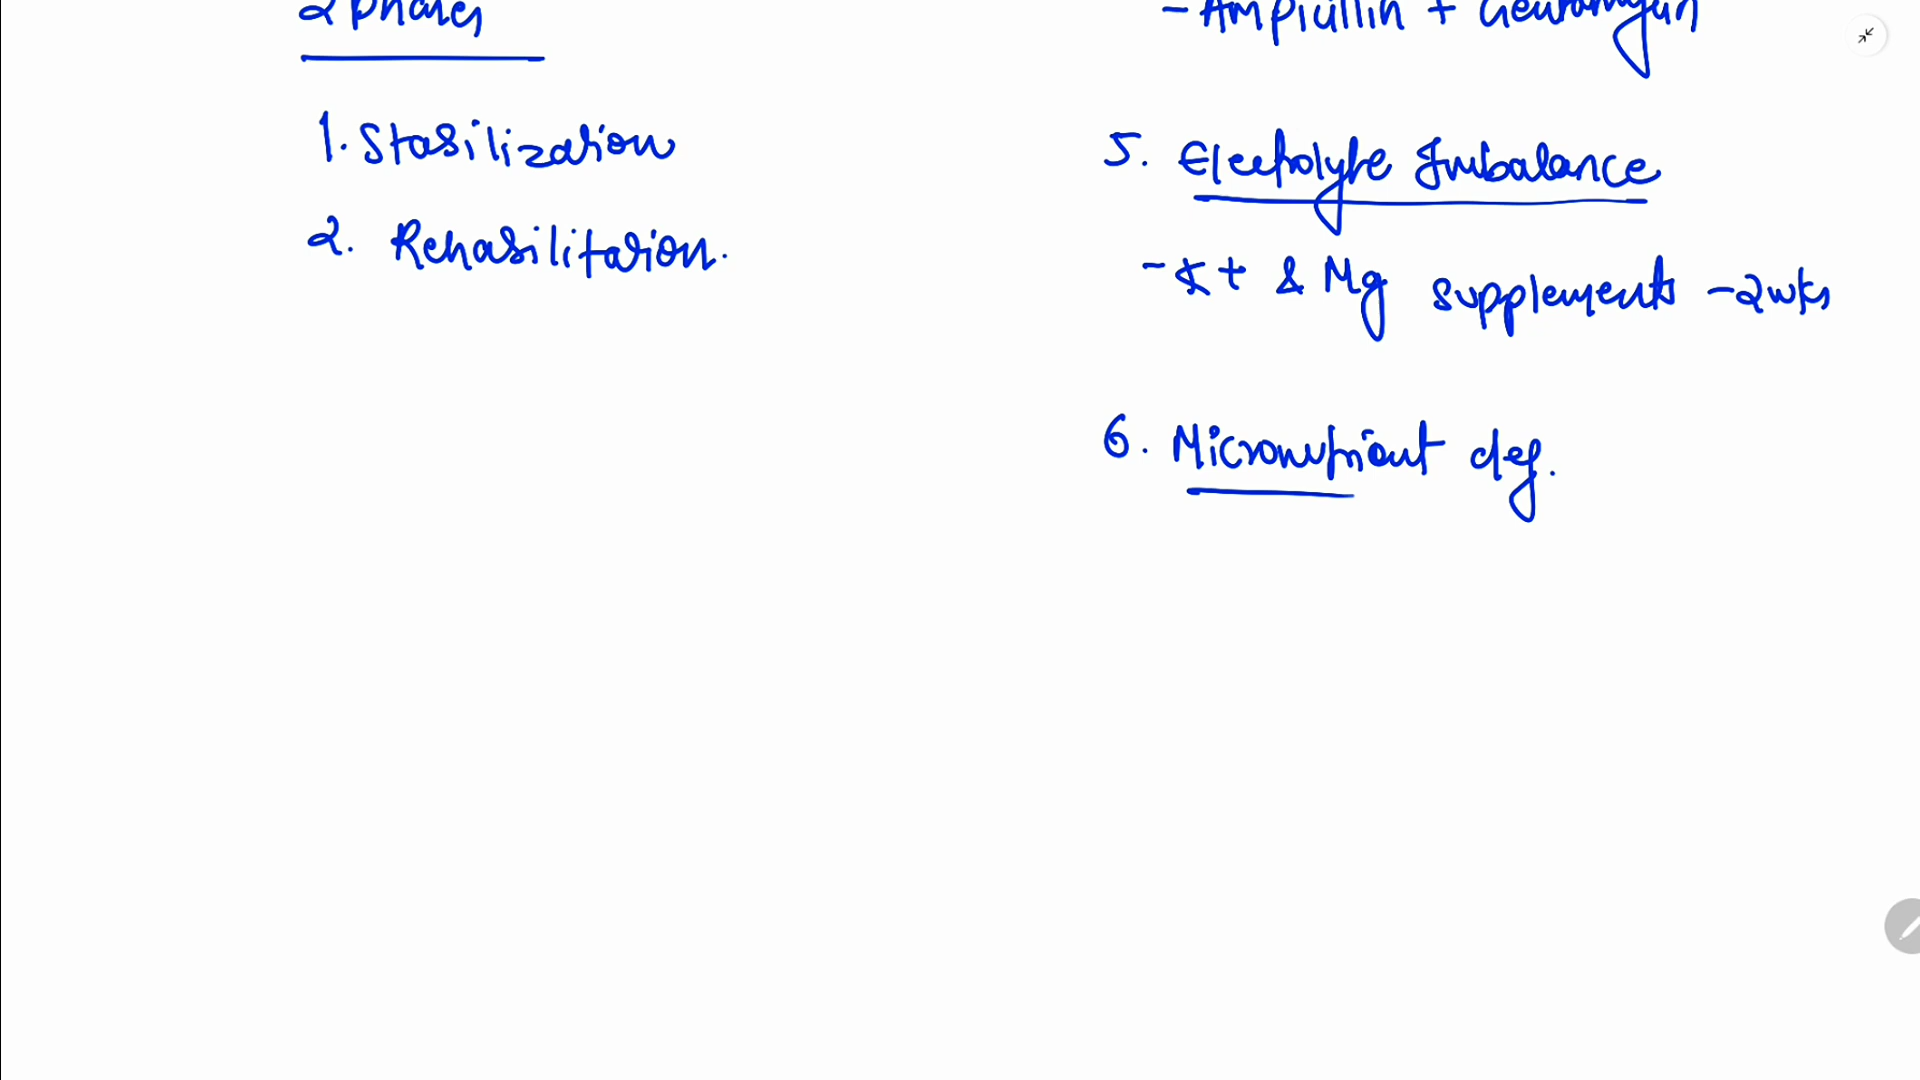 2 phases
1. Stabilization
2. Rehabilitation.
- Ampicillin + Gentamycin
5. Electrolyte Imbalance
- K+ & Mg supplements - 2wks
6. Micronutrient def.